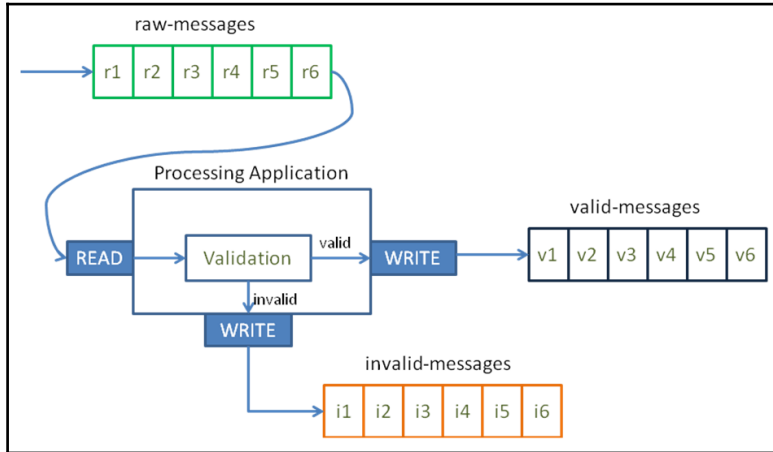 raw-messages
r1 r2 r3 r4 r5 r6
Processing Application
valid-messages
READ
Validation
valid
WRITE
v1 v2 v3 v4 v5 v6
invalid
WRITE
invalid-messages
i1 i2 i3 i4 i5 i6